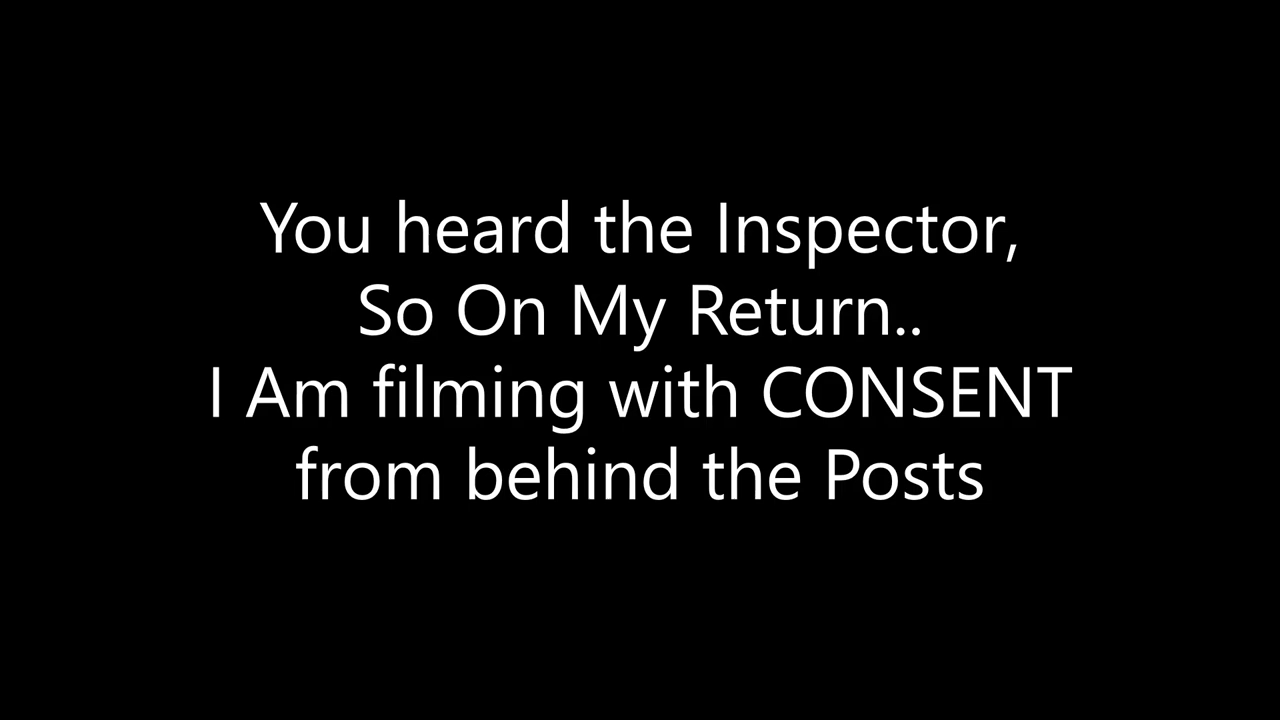 You heard the Inspector,
So On My Return..
I Am filming with CONSENT
from behind the Posts